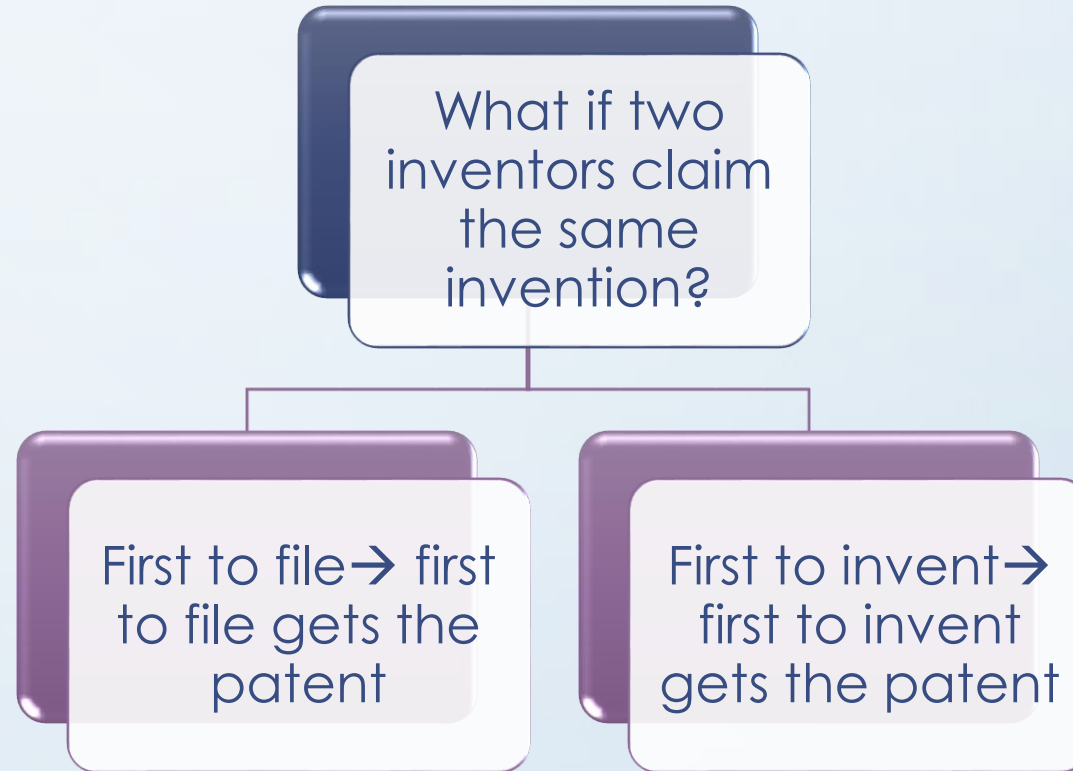 What if two
inventors claim
the same
invention?
First to file→ first
to file gets the
patent
First to invent→
first to invent
gets the patent